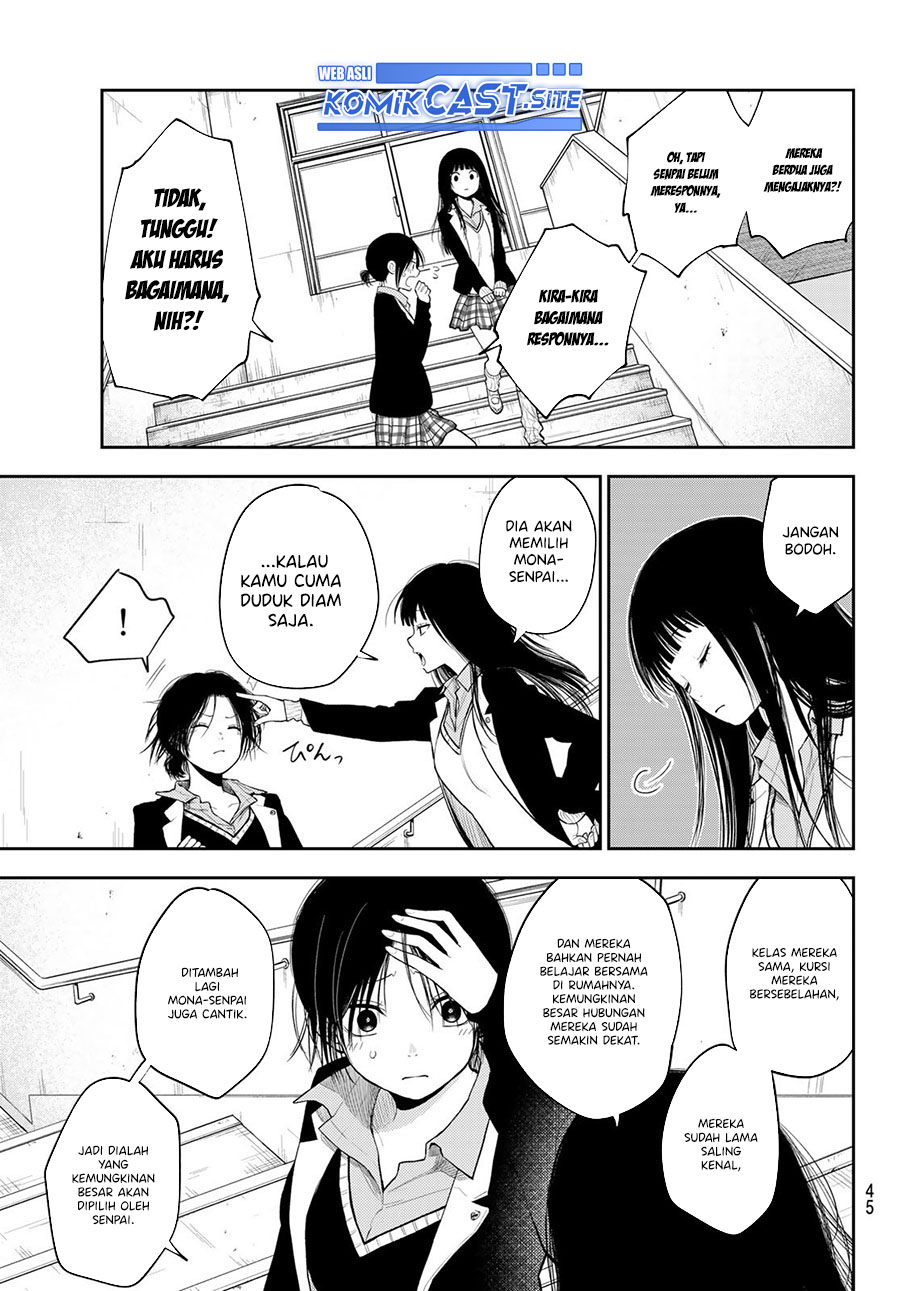 WEB ASLI
KOMIKCAST.SITE
MEREKA
BERDUA JUGA
MENGAJAKNYA?!
OH, TAPI
SENPAI BELUM
MERESPONNYA,
YA...
KIRA-KIRA
BAGAIMANA
RESPONNYA...
TIDAK,
TUNGGU!
AKU HARUS
BAGAIMANA,
NIH?!
JANGAN
BODOH.
DIA AKAN
MEMILIH
MONA-
SENPAI...
...KALAU
KAMU CUMA
DUDUK DIAM
SAJA.
!
ぴんっ
KELAS MEREKA
SAMA, KURSI
MEREKA
BERSEBELAHAN,
MEREKA
SUDAH LAMA
SALING
KENAL,
DAN MEREKA
BAHKAN PERNAH
BELAJAR BERSAMA
DI RUMAHNYA.
KEMUNGKINAN
BESAR HUBUNGAN
MEREKA SUDAH
SEMAKIN DEKAT.
DITAMBAH
LAGI
MONA-SENPAI
JUGA CANTIK.
JADI DIALAH
YANG
KEMUNGKINAN
BESAR AKAN
DIPILIH OLEH
SENPAI.
45